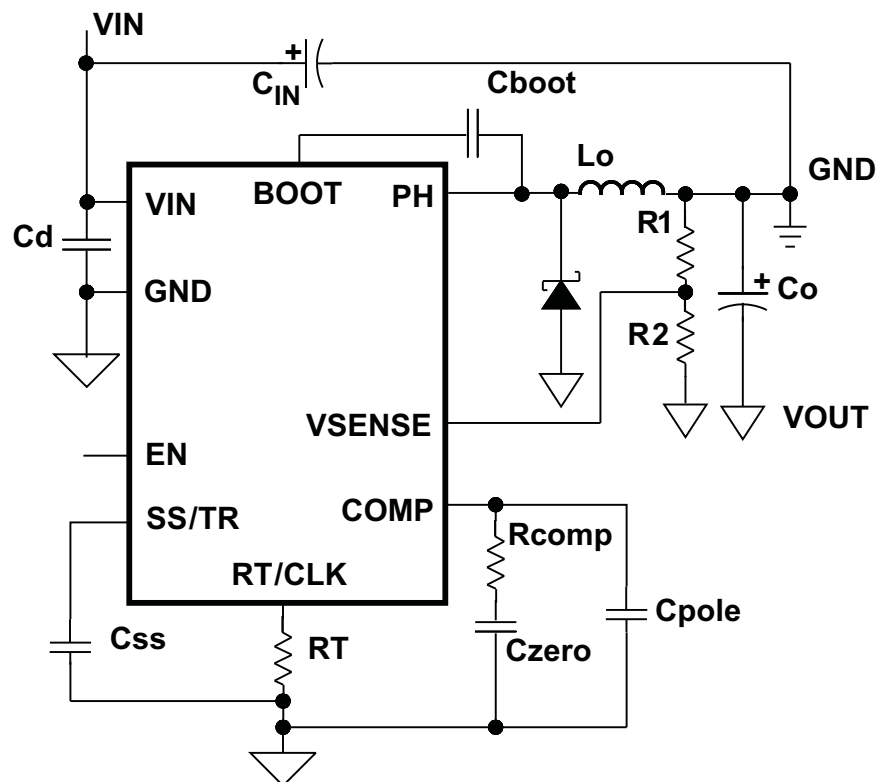 VIN
+
CIN
Cboot
Lo
GND
VIN
BOOT
PH
R1
Cd
GND
+
Co
R2
VSENSE
VOUT
EN
SS/TR
COMP
Rcomp
RT/CLK
Cpole
Css
RT
Czero